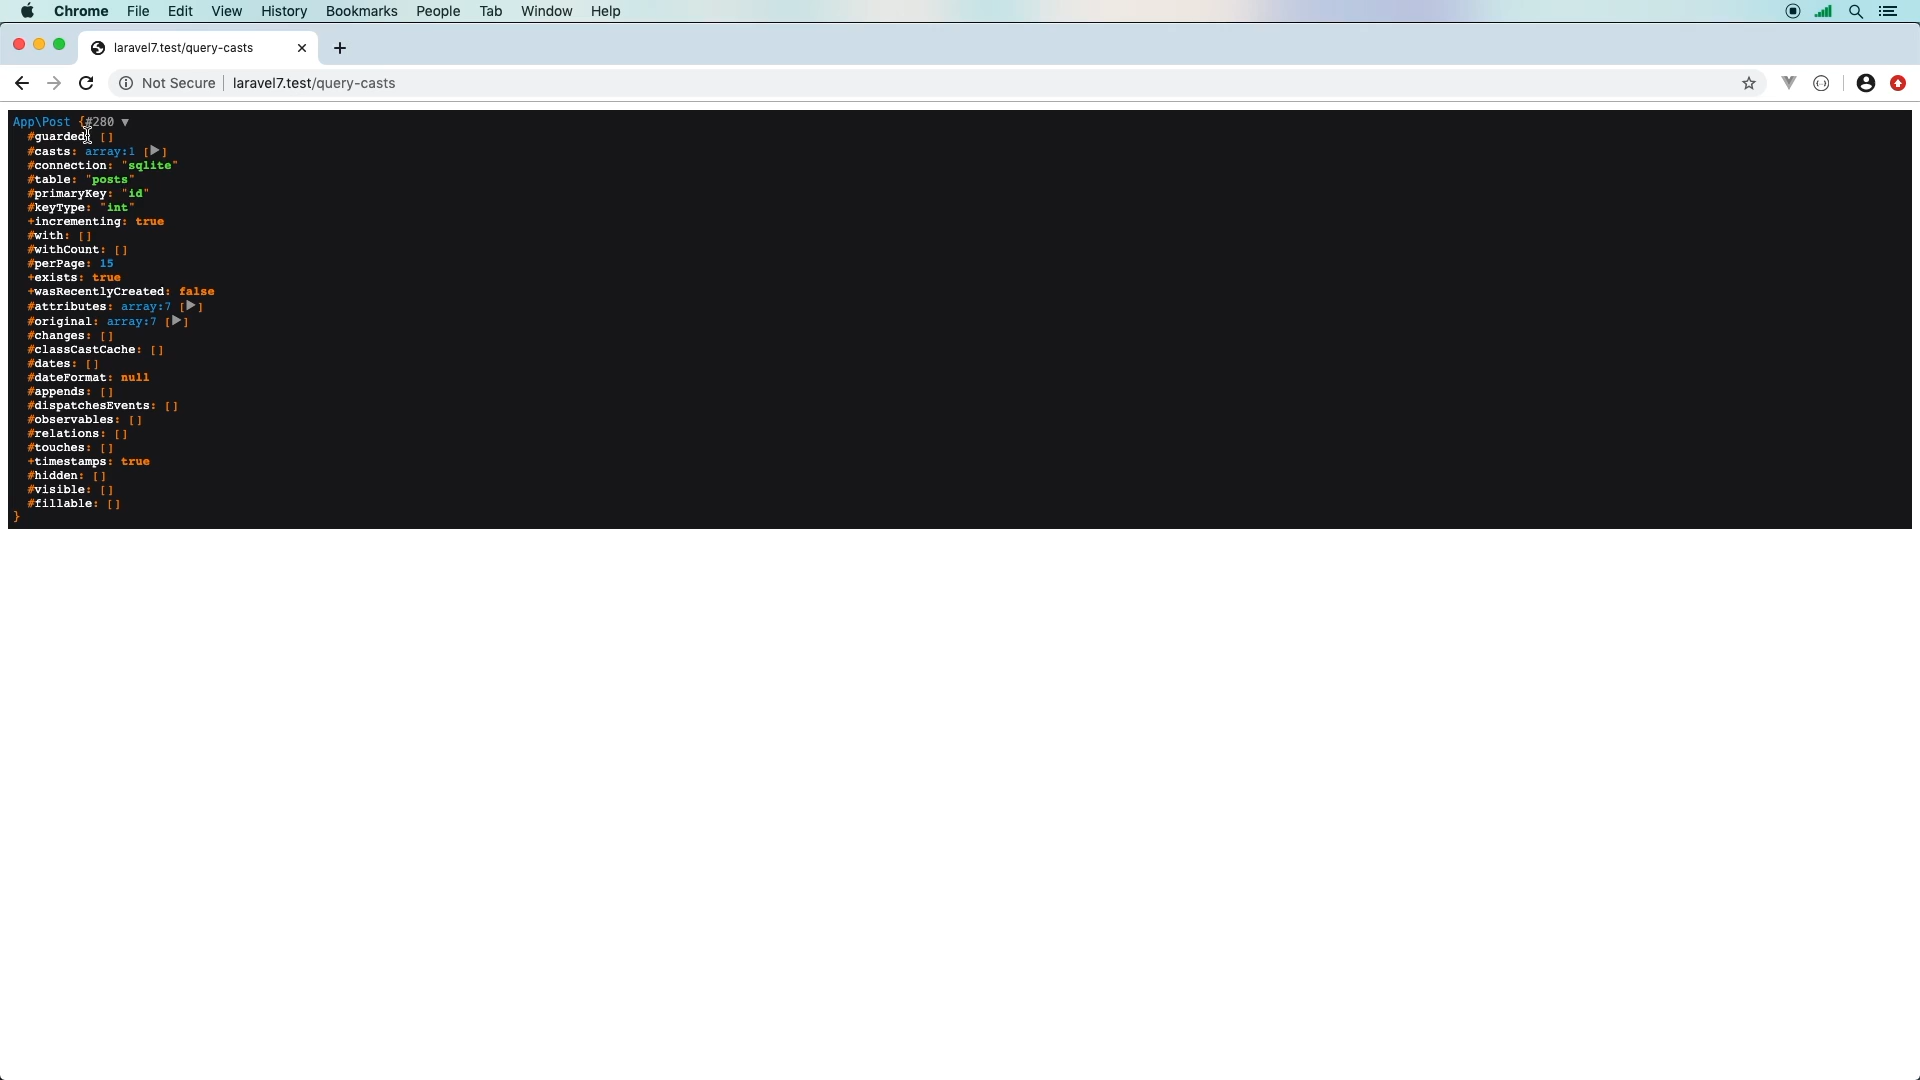 Chrome File Edit View History Bookmarks People Tab Window Help
laravel7.test/query-casts
Not Secure laravel7.test/query-casts
App\Post {#280 ▼
#guarded: []
#casts: array:1 [▶]
#connection: "sqlite"
#table: "posts"
#primaryKey: "id"
#keyType: "int"
+incrementing: true
#with: []
#withCount: []
#perPage: 15
+exists: true
+wasRecentlyCreated: false
#attributes: array:7 [▶]
#original: array:7 [▶]
#changes: []
#classCastCache: []
#dates: []
#dateFormat: null
#appends: []
#dispatchesEvents: []
#observables: []
#relations: []
#touches: []
+timestamps: true
#hidden: []
#visible: []
#fillable: []
}